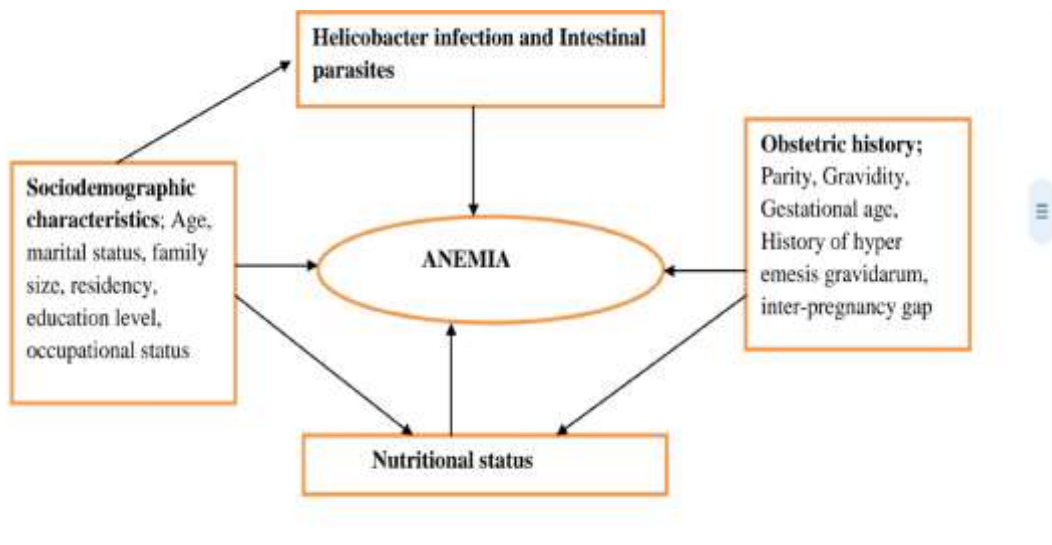 Helicobacter infection and Intestinal
parasites
Sociodemographic
characteristics; Age,
marital status, family
size, residency,
education level,
occupational status
ANEMIA
Obstetric history;
Parity, Gravidity,
Gestational age,
History of hyper
emesis gravidarum,
inter-pregnancy gap
Nutritional status